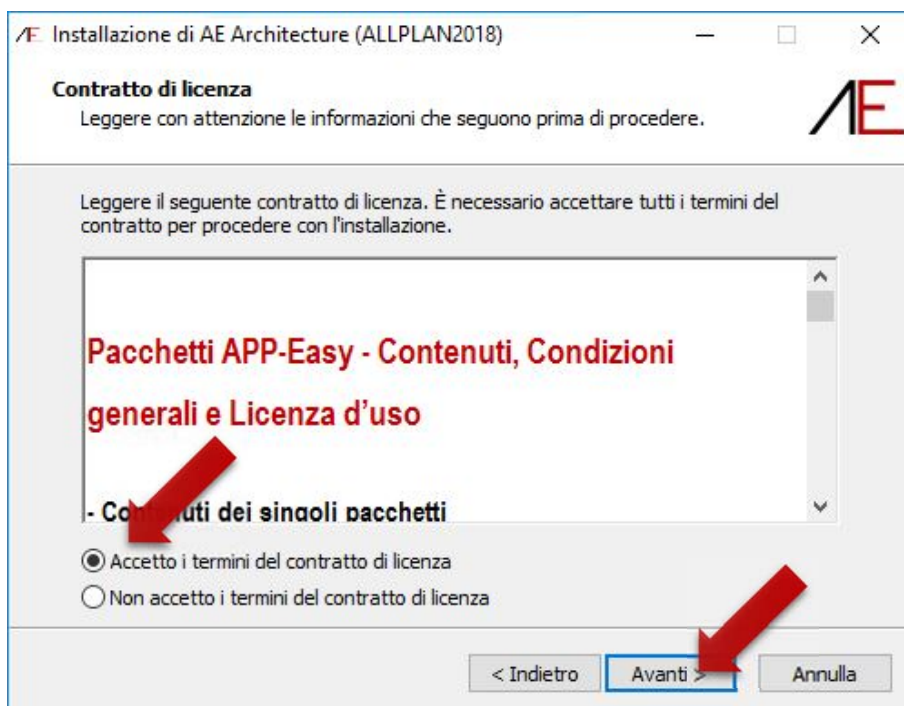 AE Installazione di AE Architecture (ALLPLAN2018)
Contratto di licenza
Leggere con attenzione le informazioni che seguono prima di procedere.
AE
Leggere il seguente contratto di licenza. È necessario accettare tutti i termini del
contratto per procedere con l'installazione.
Pacchetti APP-Easy - Contenuti, Condizioni
generali e Licenza d'uso
- Contenuti dei singoli pacchetti
Accetto i termini del contratto di licenza
Non accetto i termini del contratto di licenza
< Indietro
Avanti >
Annulla